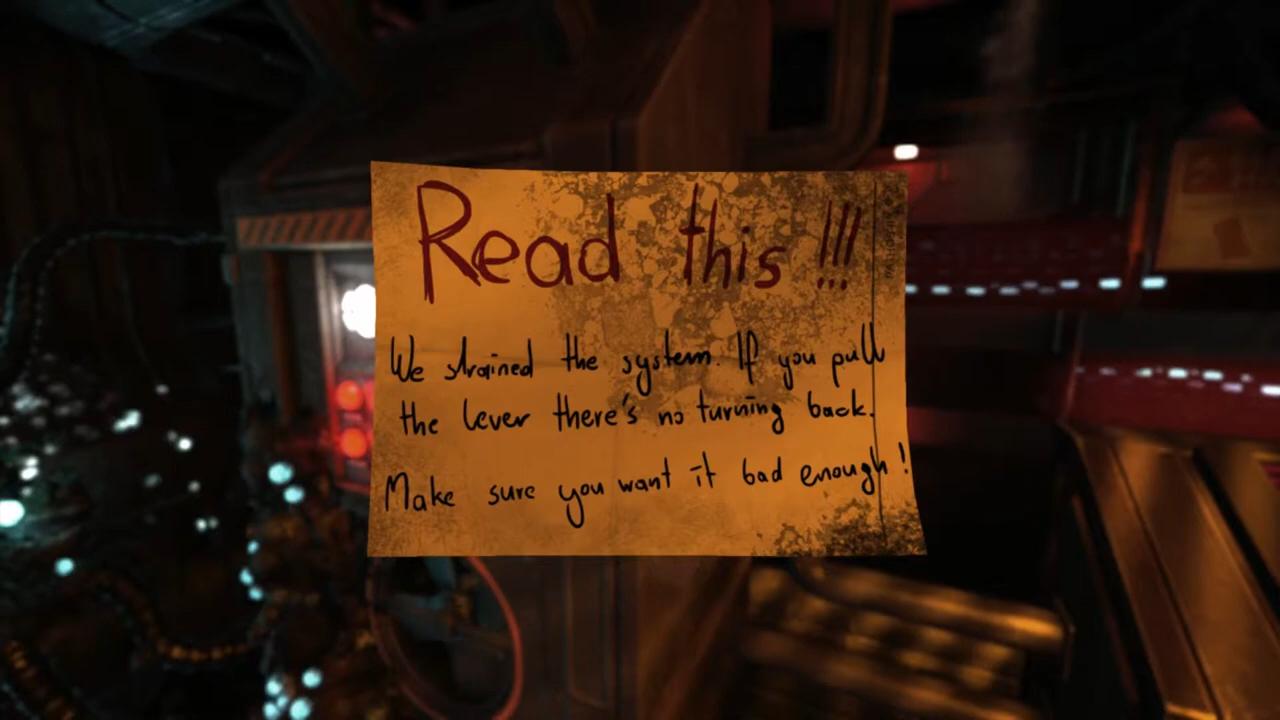 Read this !!!
We strained the system. If you pull
the lever there's no turning back.
Make sure you want it bad enough!